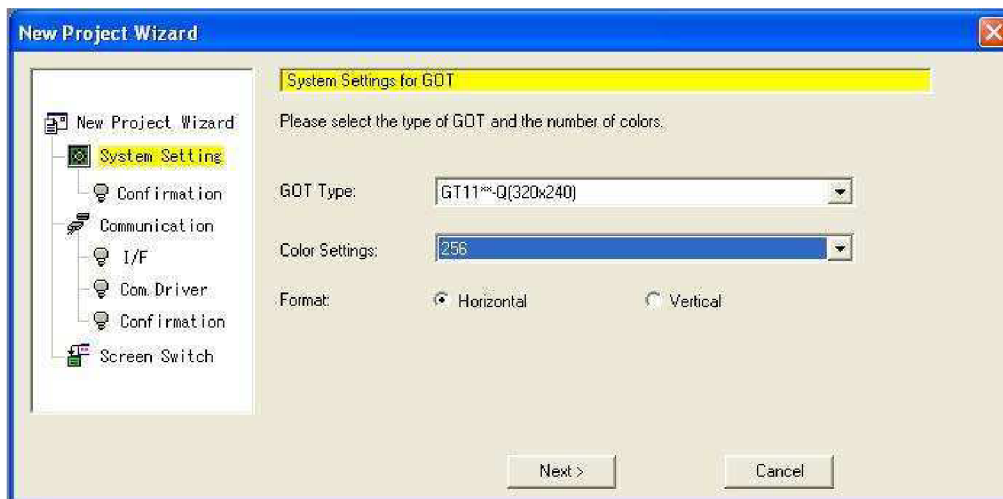 New Project Wizard
New Project Wizard
System Setting
Confirmation
Communication
I/F
Com.Driver
Confirmation
Screen Switch
System Settings for GOT
Please select the type of GOT and the number of colors.
GOT Type: GT11**-Q(320x240)
Color Settings: 256
Format: Horizontal Vertical
Next > Cancel